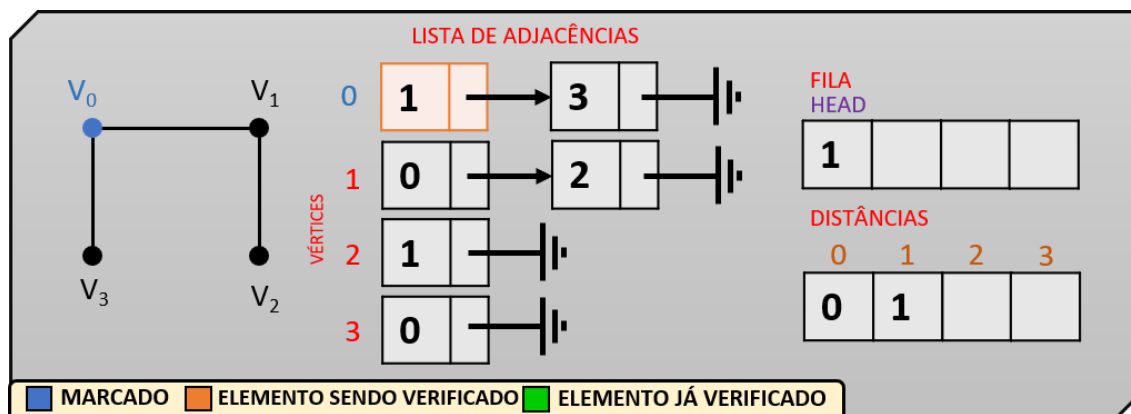 LISTA DE ADJACÊNCIAS
V0 V1
V3 V2
VÉRTICES
0 1 3
1 0 2
2 1
3 0
FILA
HEAD
1
DISTÂNCIAS
0 1 2 3
0 1
MARCADO ELEMENTO SENDO VERIFICADO ELEMENTO JÁ VERIFICADO